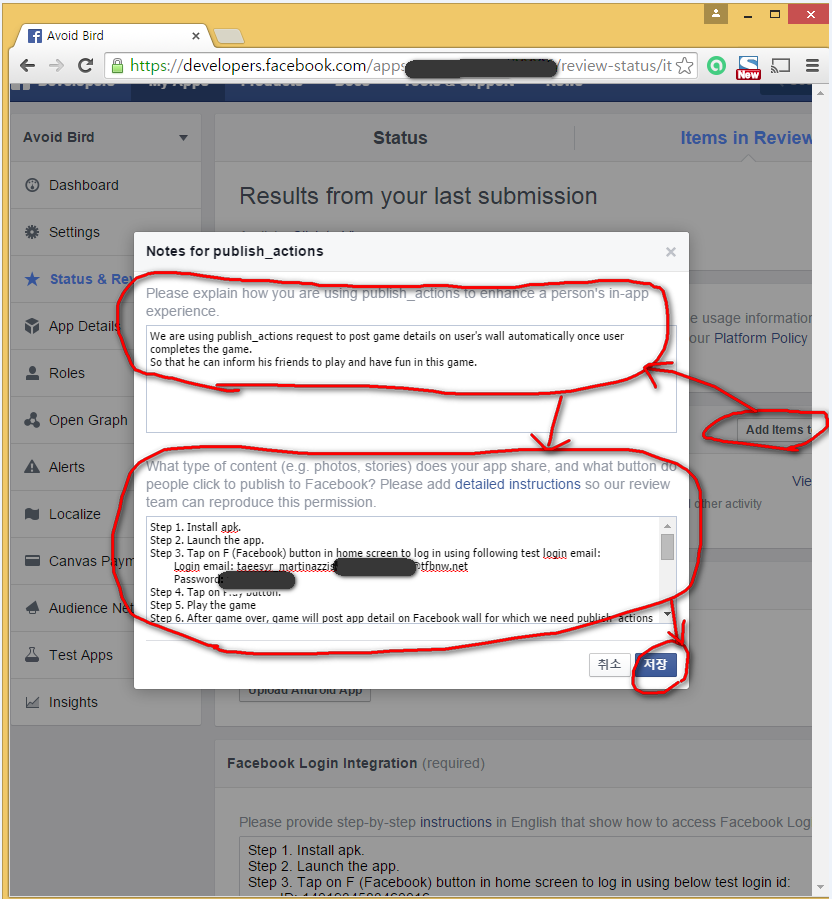 Avoid Bird
https://developers.facebook.com/apps
/review-status/it
New
Developers My Apps Products Docs Tools & Support News
Avoid Bird
Status
Items in Review
Dashboard
Settings
Status & Rev
App Details
Roles
Open Graph
Alerts
Localize
Canvas Paym
Audience Net
Test Apps
Insights
Results from your last submission
Notes for publish_actions
Please explain how you are using publish_actions to enhance a person's in-app
experience.
We are using publish_actions request to post game details on user's wall automatically once user
completes the game.
So that he can inform his friends to play and have fun in this game.
e usage information
our Platform Policy
Add Items t
Vie
d other activity
What type of content (e.g. photos, stories) does your app share, and what button do
people click to publish to Facebook? Please add detailed instructions so our review
team can reproduce this permission.
Step 1. Install apk.
Step 2. Launch the app.
Step 3. Tap on F (Facebook) button in home screen to log in using following test login email:
Login email: taeesyr_martinazzis @tfbnw.net
Password:
Step 4. Tap on Play button.
Step 5. Play the game
Step 6. After game over, game will post app detail on Facebook wall for which we need publish_actions
취소
저장
Upload Android App
Facebook Login Integration (required)
Please provide step-by-step instructions in English that show how to access Facebook Log
Step 1. Install apk.
Step 2. Launch the app.
Step 3. Tap on F (Facebook) button in home screen to log in using below test login id: